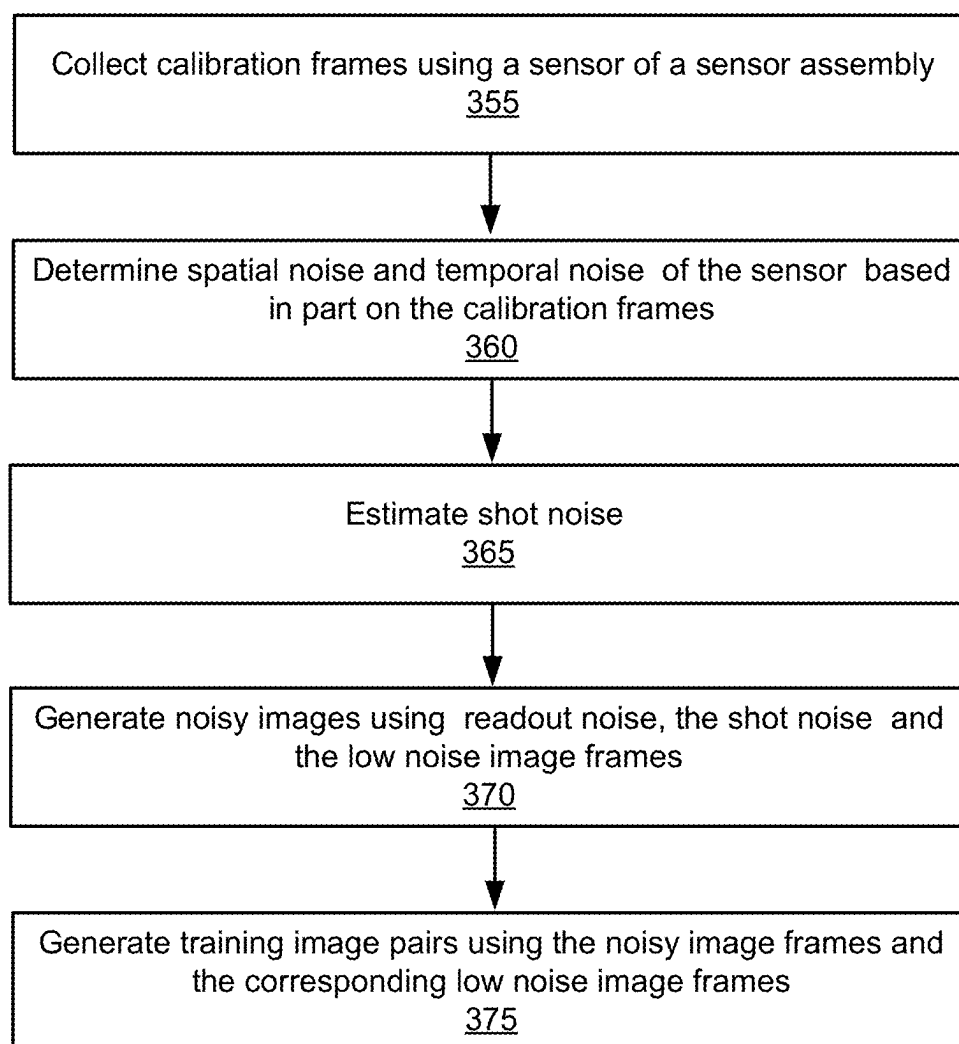 Collect calibration frames using a sensor of a sensor assembly
355
Determine spatial noise and temporal noise of the sensor based
in part on the calibration frames
360
Estimate shot noise
365
Generate noisy images using readout noise, the shot noise and
the low noise image frames
370
Generate training image pairs using the noisy image frames and
the corresponding low noise image frames
375